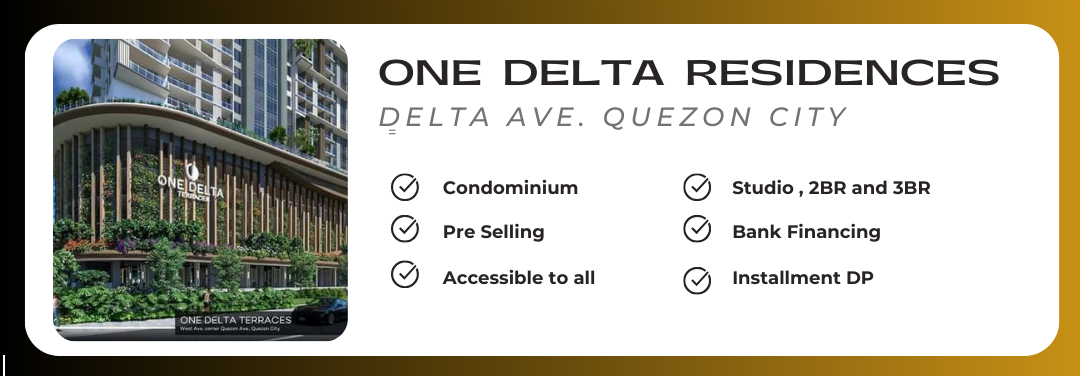 ONE DELTA RESIDENCES
DELTA AVE. QUEZON CITY
Condominium
Pre Selling
Accessible to all
Studio , 2BR and 3BR
Bank Financing
Installment DP
ONE DELTA
TERRACES
ONE DELTA TERRACES
West Ave. corner Quezon Ave., Quezon City